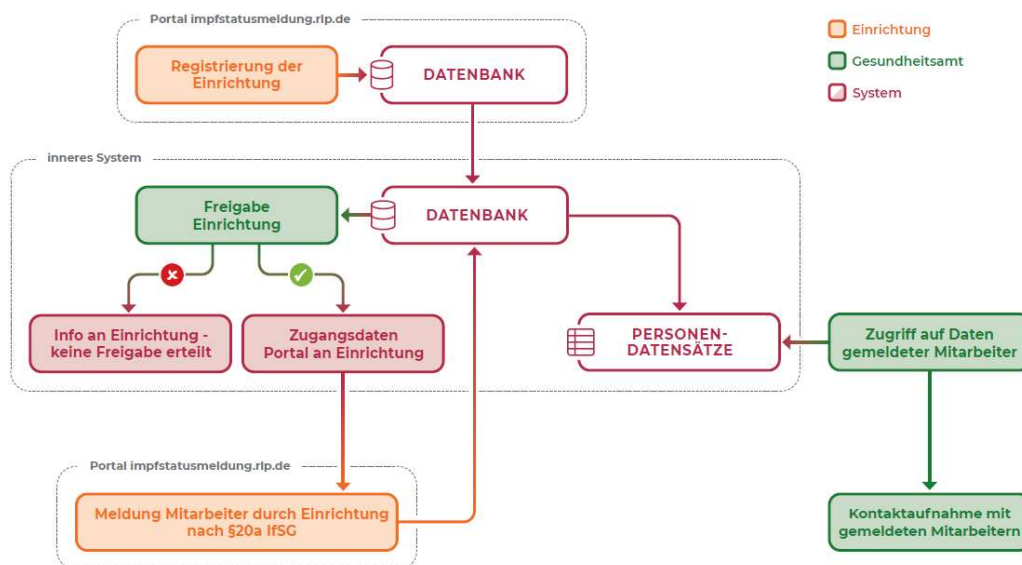 Portal impfstatusmeldung.rlp.de
Registrierung der
Einrichtung
DATENBANK
Einrichtung
Gesundheitsamt
System
inneres System
Freigabe
Einrichtung
DATENBANK
Info an Einrichtung -
keine Freigabe erteilt
Zugangsdaten
Portal an Einrichtung
PERSONEN-
DATENSÄTZE
Zugriff auf Daten
gemeldeter Mitarbeiter
Portal impfstatusmeldung.rlp.de
Meldung Mitarbeiter durch Einrichtung
nach §20a IfSG
Kontaktaufnahme mit
gemeldeten Mitarbeitern